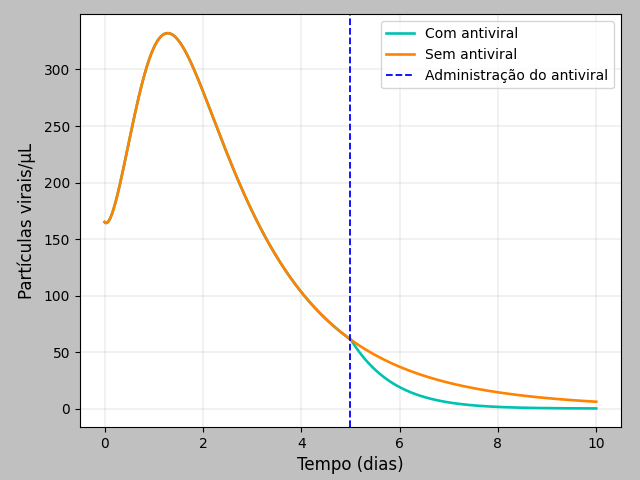 Com antiviral
Sem antiviral
Administração do antiviral
Partículas virais/μL
300
250
200
150
100
50
0
0 2 4 6 8 10
Tempo (dias)